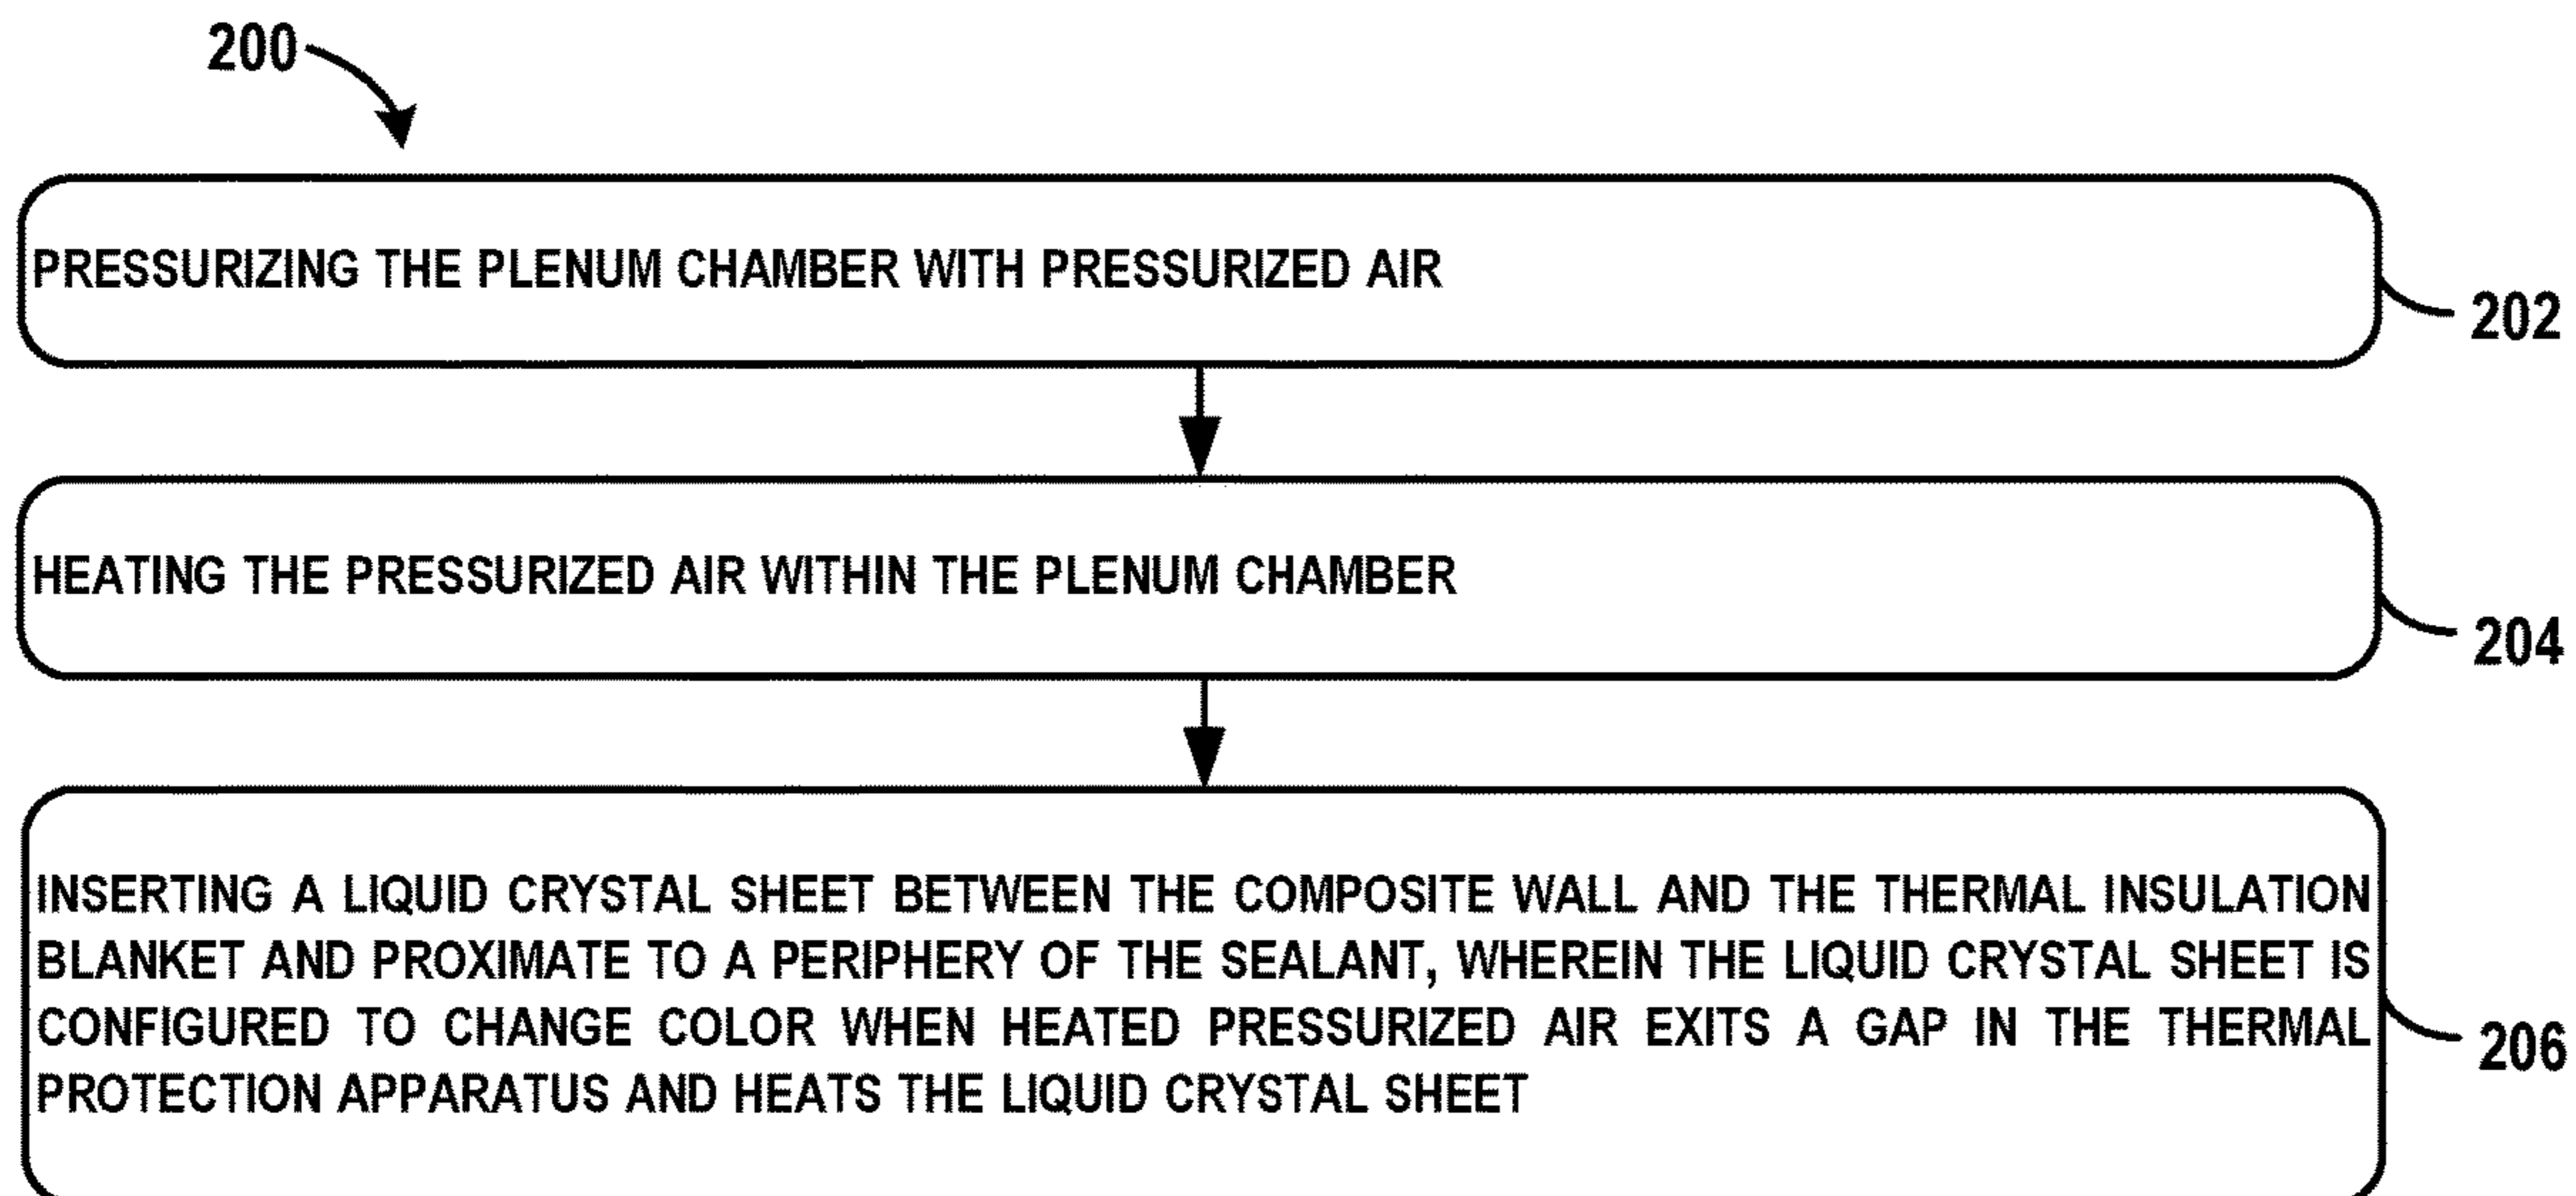 200
PRESSURIZING THE PLENUM CHAMBER WITH PRESSURIZED AIR
202
HEATING THE PRESSURIZED AIR WITHIN THE PLENUM CHAMBER
204
INSERTING A LIQUID CRYSTAL SHEET BETWEEN THE COMPOSITE WALL AND THE THERMAL INSULATION
BLANKET AND PROXIMATE TO A PERIPHERY OF THE SEALANT, WHEREIN THE LIQUID CRYSTAL SHEET IS
CONFIGURED TO CHANGE COLOR WHEN HEATED PRESSURIZED AIR EXITS A GAP IN THE THERMAL
PROTECTION APPARATUS AND HEATS THE LIQUID CRYSTAL SHEET
206